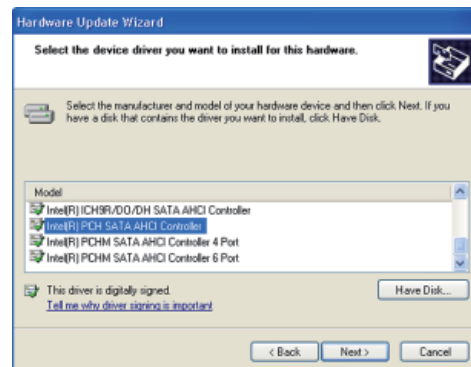 Hardware Update Wizard
Select the device driver you want to install for this hardware.
Select the manufacturer and model of your hardware device and then click Next. If you
have a disk that contains the driver you want to install, click Have Disk.
Model
Intel(R) ICH9R/DO/DH SATA AHCI Controller
Intel(R) PCH SATA AHCI Controller
Intel(R) PCHM SATA AHCI Controller 4 Port
Intel(R) PCHM SATA AHCI Controller 6 Port
This driver is digitally signed.
Have Disk...
Tell me why driver signing is important
< Back
Next >
Cancel